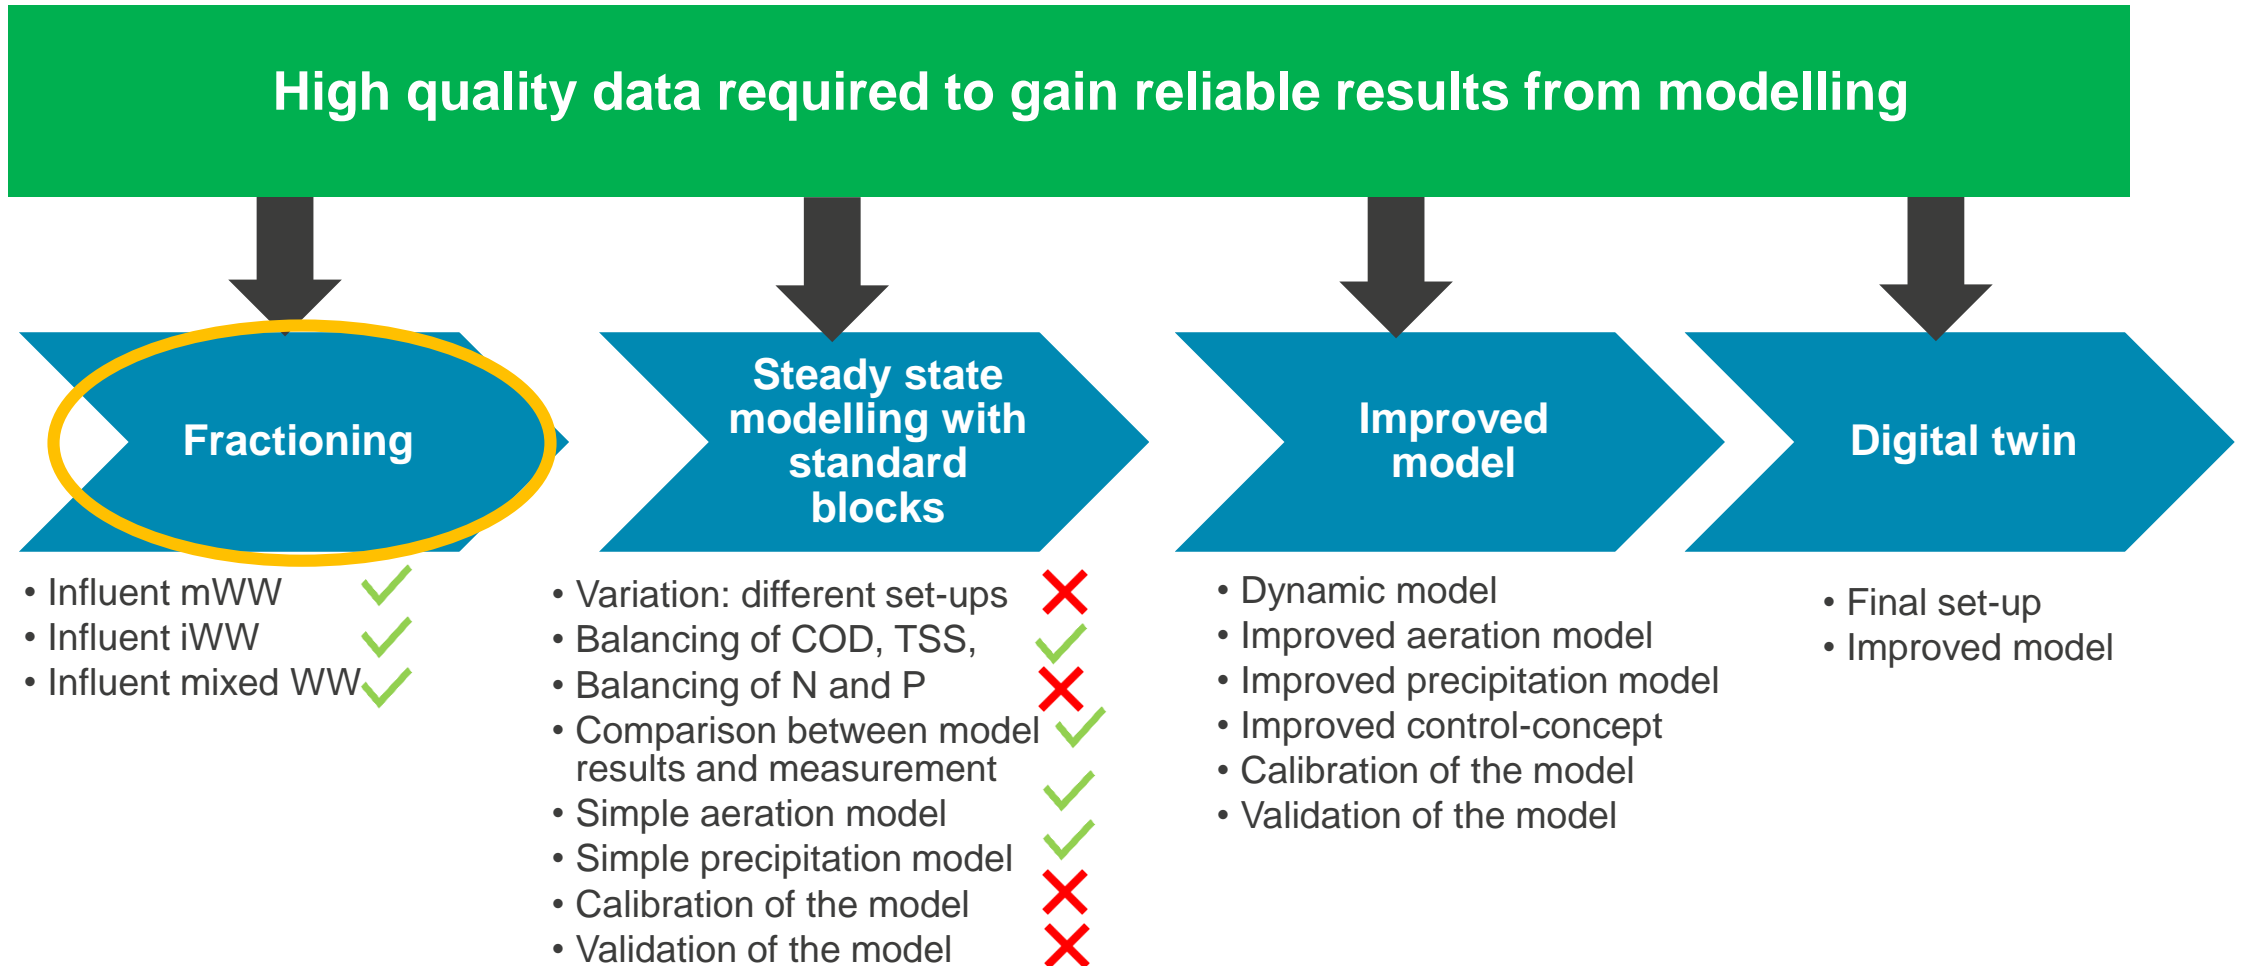 High quality data required to gain reliable results from modelling
Fractioning
Steady state
modelling with
standard
blocks
Improved
model
Digital twin
• Influent mWW
• Influent iWW
• Influent mixed WW
• Variation: different set-ups
• Balancing of COD, TSS,
• Balancing of N and P
• Comparison between model
results and measurement
• Simple aeration model
• Simple precipitation model
• Calibration of the model
• Validation of the model
• Dynamic model
• Improved aeration model
• Improved precipitation model
• Improved control-concept
• Calibration of the model
• Validation of the model
• Final set-up
• Improved model